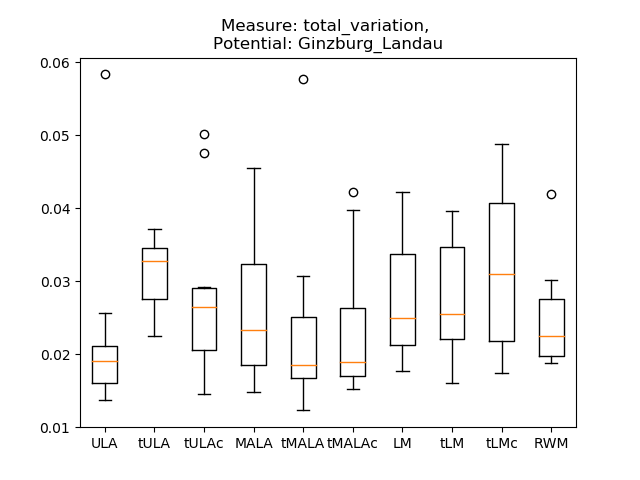 Measure: total_variation,
Potential: Ginzburg_Landau
0.06
0.05
0.04
0.03
0.02
0.01
ULA tULA tULAc MALA tMALA tMALAc LM tLM tLMc RWM